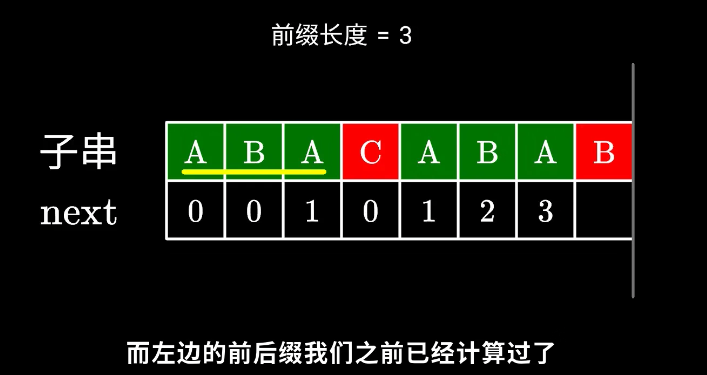 前缀长度 = 3
子串 A B A C A B A B
next 0 0 1 0 1 2 3
而左边的前后缀我们之前已经计算过了